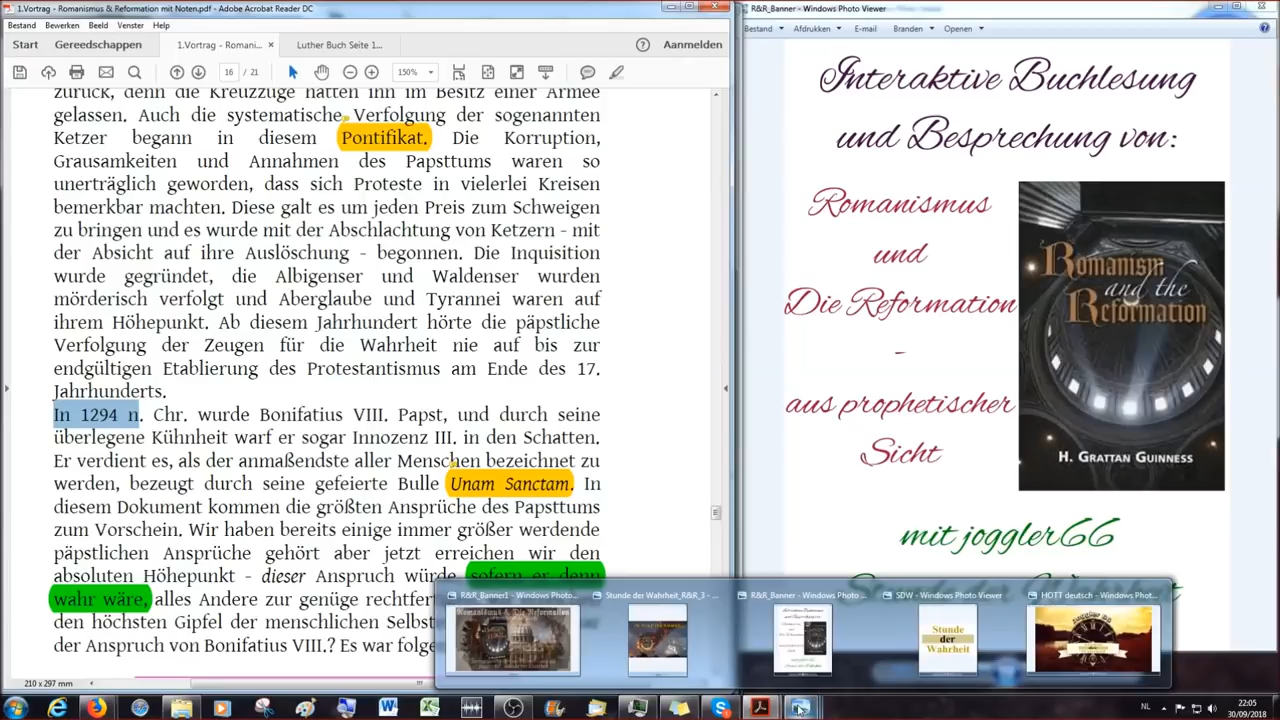 1.Vortrag - Romanismus & Reformation mit Noten.pdf - Adobe Acrobat Reader DC
Bestand Bewerken Beeld Venster Help
Start Gereedschappen 1.Vortrag - Romani... × Luther Buch Seite 1... Aanmelden
16 / 21 150%
zurück, denn die Kreuzzüge hatten ihn im Besitz einer Armee
gelassen. Auch die systematische Verfolgung der sogenannten
Ketzer begann in diesem Pontifikat. Die Korruption,
Grausamkeiten und Annahmen des Papsttums waren so
unerträglich geworden, dass sich Proteste in vielerlei Kreisen
bemerkbar machten. Diese galt es um jeden Preis zum Schweigen
zu bringen und es wurde mit der Abschlachtung von Ketzern - mit
der Absicht auf ihre Auslöschung - begonnen. Die Inquisition
wurde gegründet, die Albigenser und Waldenser wurden
mörderisch verfolgt und Aberglaube und Tyrannei waren auf
ihrem Höhepunkt. Ab diesem Jahrhundert hörte die päpstliche
Verfolgung der Zeugen für die Wahrheit nie auf bis zur
endgültigen Etablierung des Protestantismus am Ende des 17.
Jahrhunderts.
In 1294 n. Chr. wurde Bonifatius VIII. Papst, und durch seine
überlegene Kühnheit warf er sogar Innozenz III. in den Schatten.
Er verdient es, als der anmaßendste aller Menschen bezeichnet zu
werden, bezeugt durch seine gefeierte Bulle Unam Sanctam. In
diesem Dokument kommen die größten Ansprüche des Papsttums
zum Vorschein. Wir haben bereits einige immer größer werdende
päpstlichen Ansprüche gehört aber jetzt erreichen wir den
absoluten Höhepunkt - dieser Anspruch würde, sofern er denn
wahr wäre, alles Andere zur genüge rechtfer
den höchsten Gipfel der menschlichen Selbst
der Anspruch von Bonifatius VIII.? Es war folge
210 x 297 mm
R&R_Banner - Windows Photo Viewer
Bestand Afdrukken E-mail Branden Openen
Interaktive Buchlesung
und Besprechung von:
Romanismus
und
Die Reformation
-
aus prophetischer
Sicht
Romanism
and the
Reformation
H. GRATTAN GUINNESS
mit joggler66
R&R_Banner1 - Windows Photo...
Stunde der Wahrheit_R&R_3 - ...
R&R_Banner - Windows Photo ...
SDW - Windows Photo Viewer
HOTT deutsch - Windows Phot...
Stunde
der
Wahrheit
NL
22:05
30/09/2018